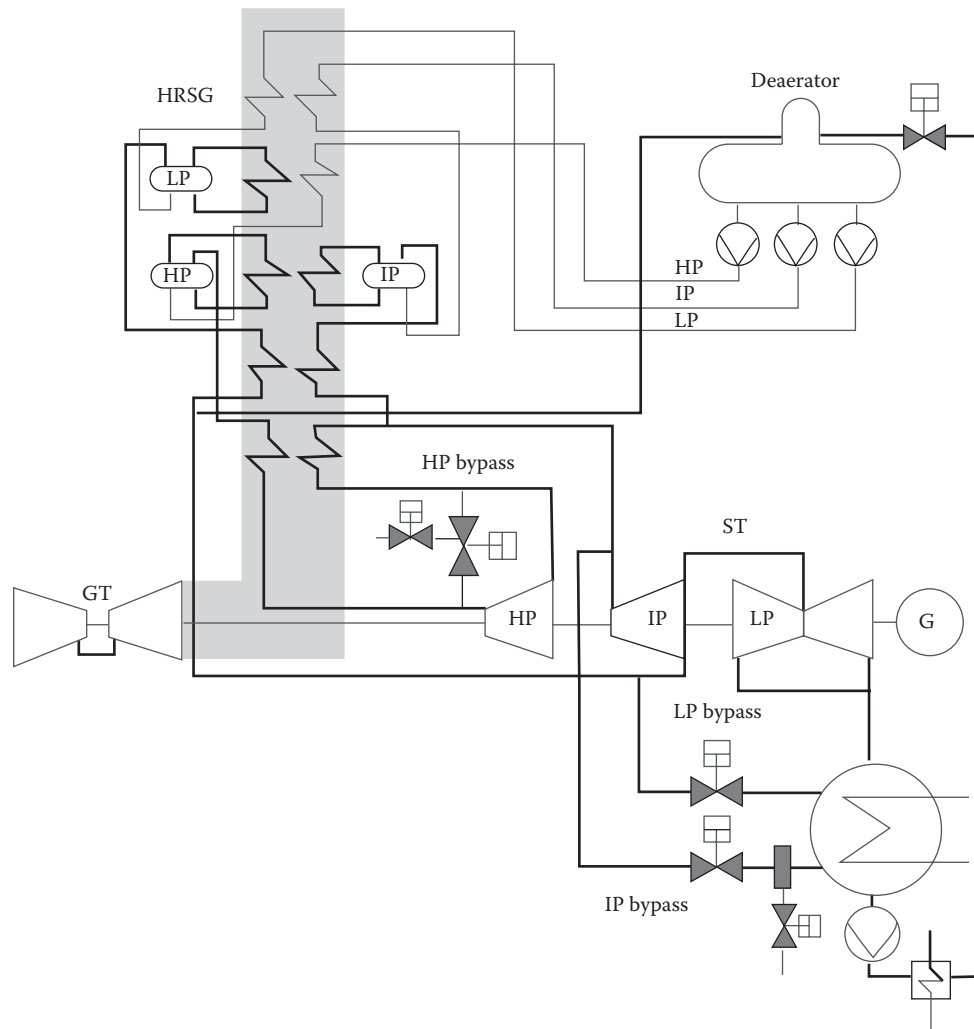 Deaerator
HRSG
LP
HP
IP
HP
IP
LP
HP bypass
ST
GT
HP
IP
LP
G
LP bypass
IP bypass